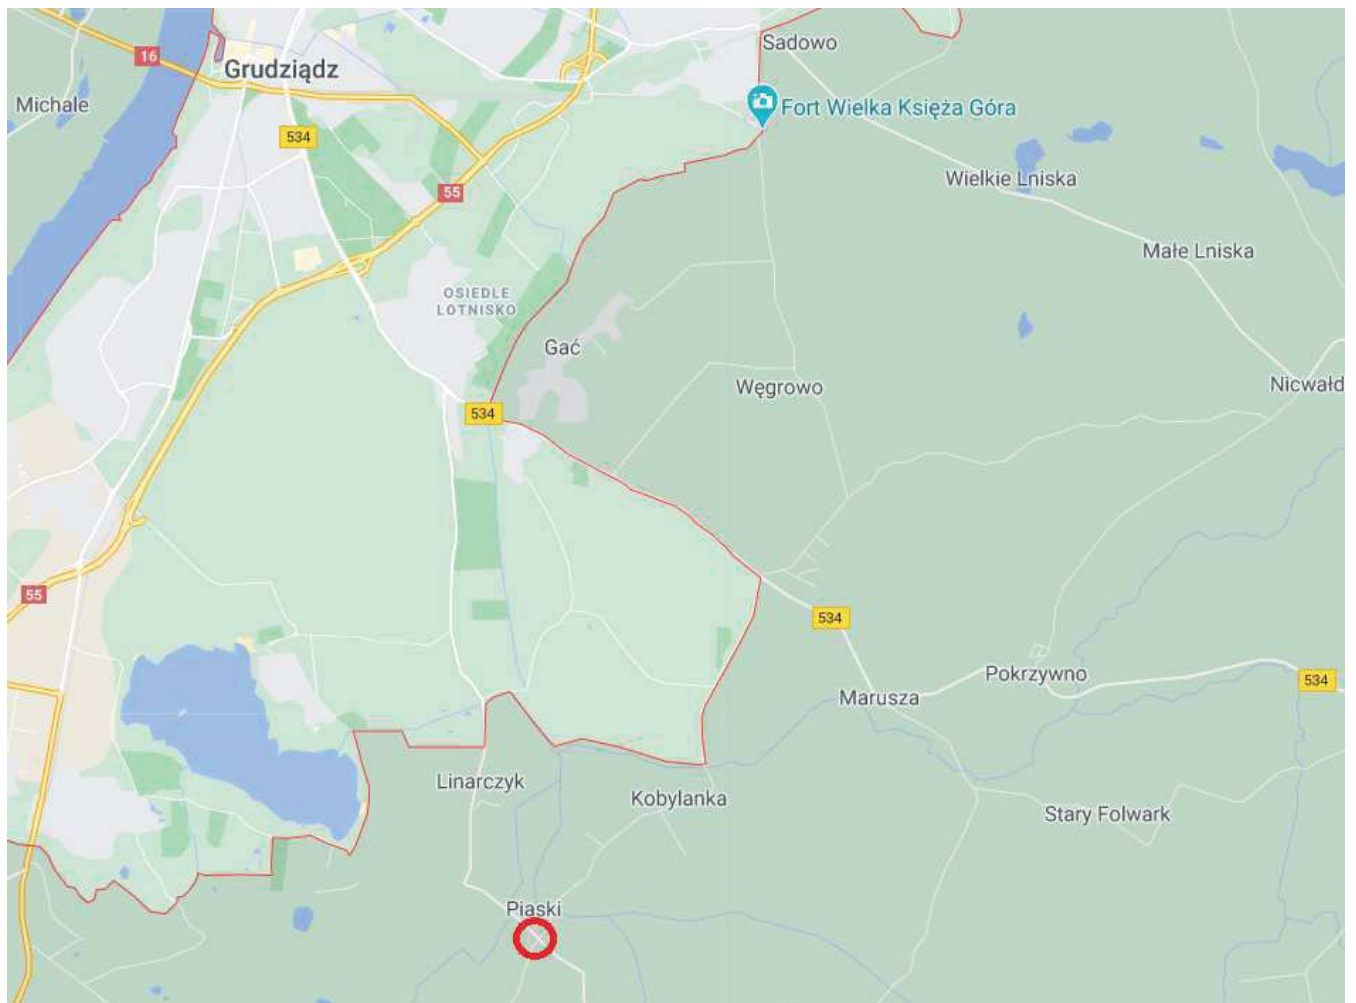 Sadowo
16
Grudziądz
Michale
Fort Wielka Księża Góra
534
Wielkie Lniska
55
Małe Lniska
OSIEDLE
LOTNISKO
Gać
Węgrowo
Nicwałd
534
55
534
Pokrzywno
534
Marusza
Linarczyk
Kobylanka
Stary Folwark
Piaski